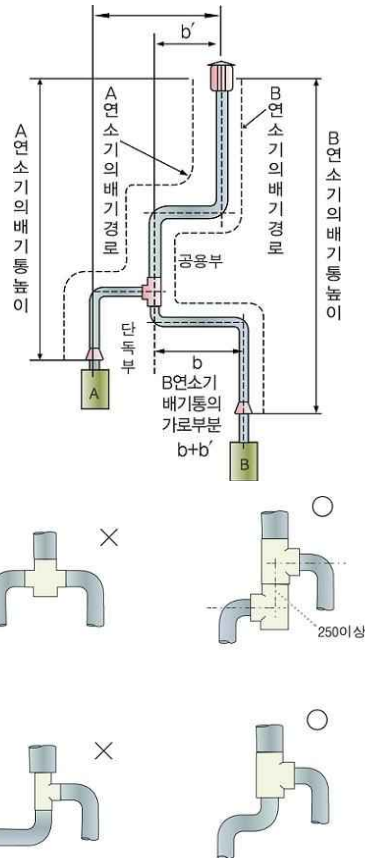 b′
A연소기의배기통높이
A연소기의배기경로
B연소기의배기경로
B연소기의배기통높이
공용부
단독부
b
B연소기
배기통의
가로부분
b+b′
A
B
×
○
250이상
×
○